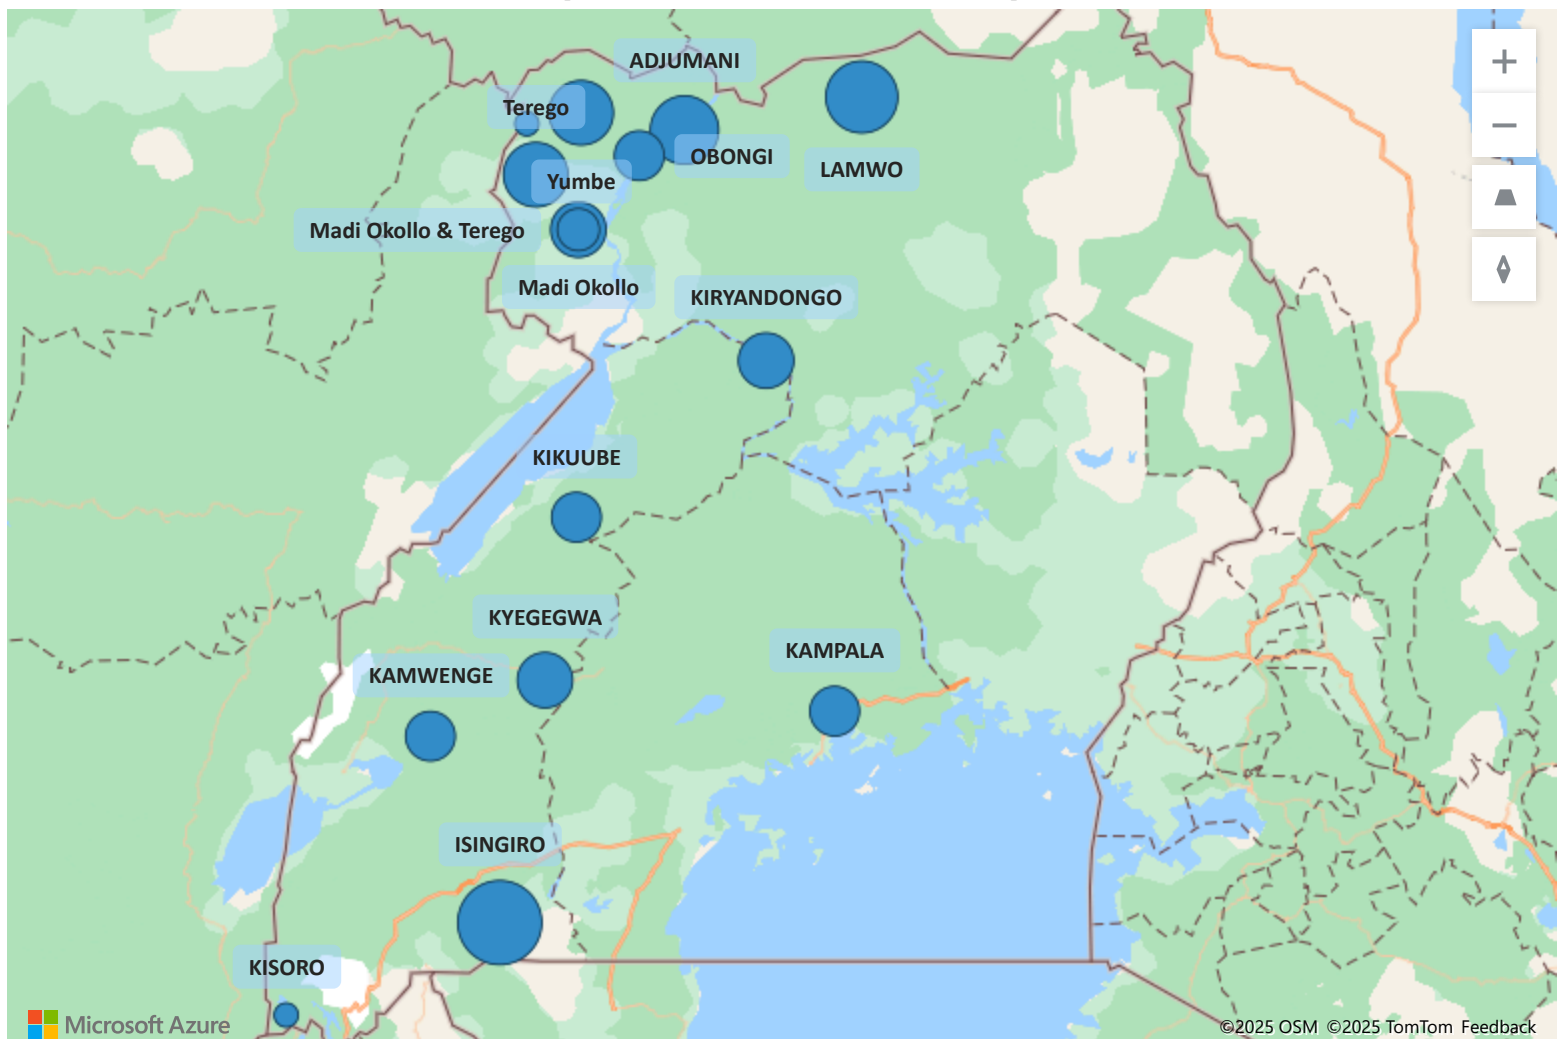 ADJUMANI
Terego
OBONGI
LAMWO
Yumbe
Madi Okollo & Terego
Madi Okollo
KIRYANDONGO
KIKUUBE
KYEGEGWA
KAMPALA
KAMWENGE
ISINGIRO
KISORO
Microsoft Azure
©2025 OSM ©2025 TomTom Feedback